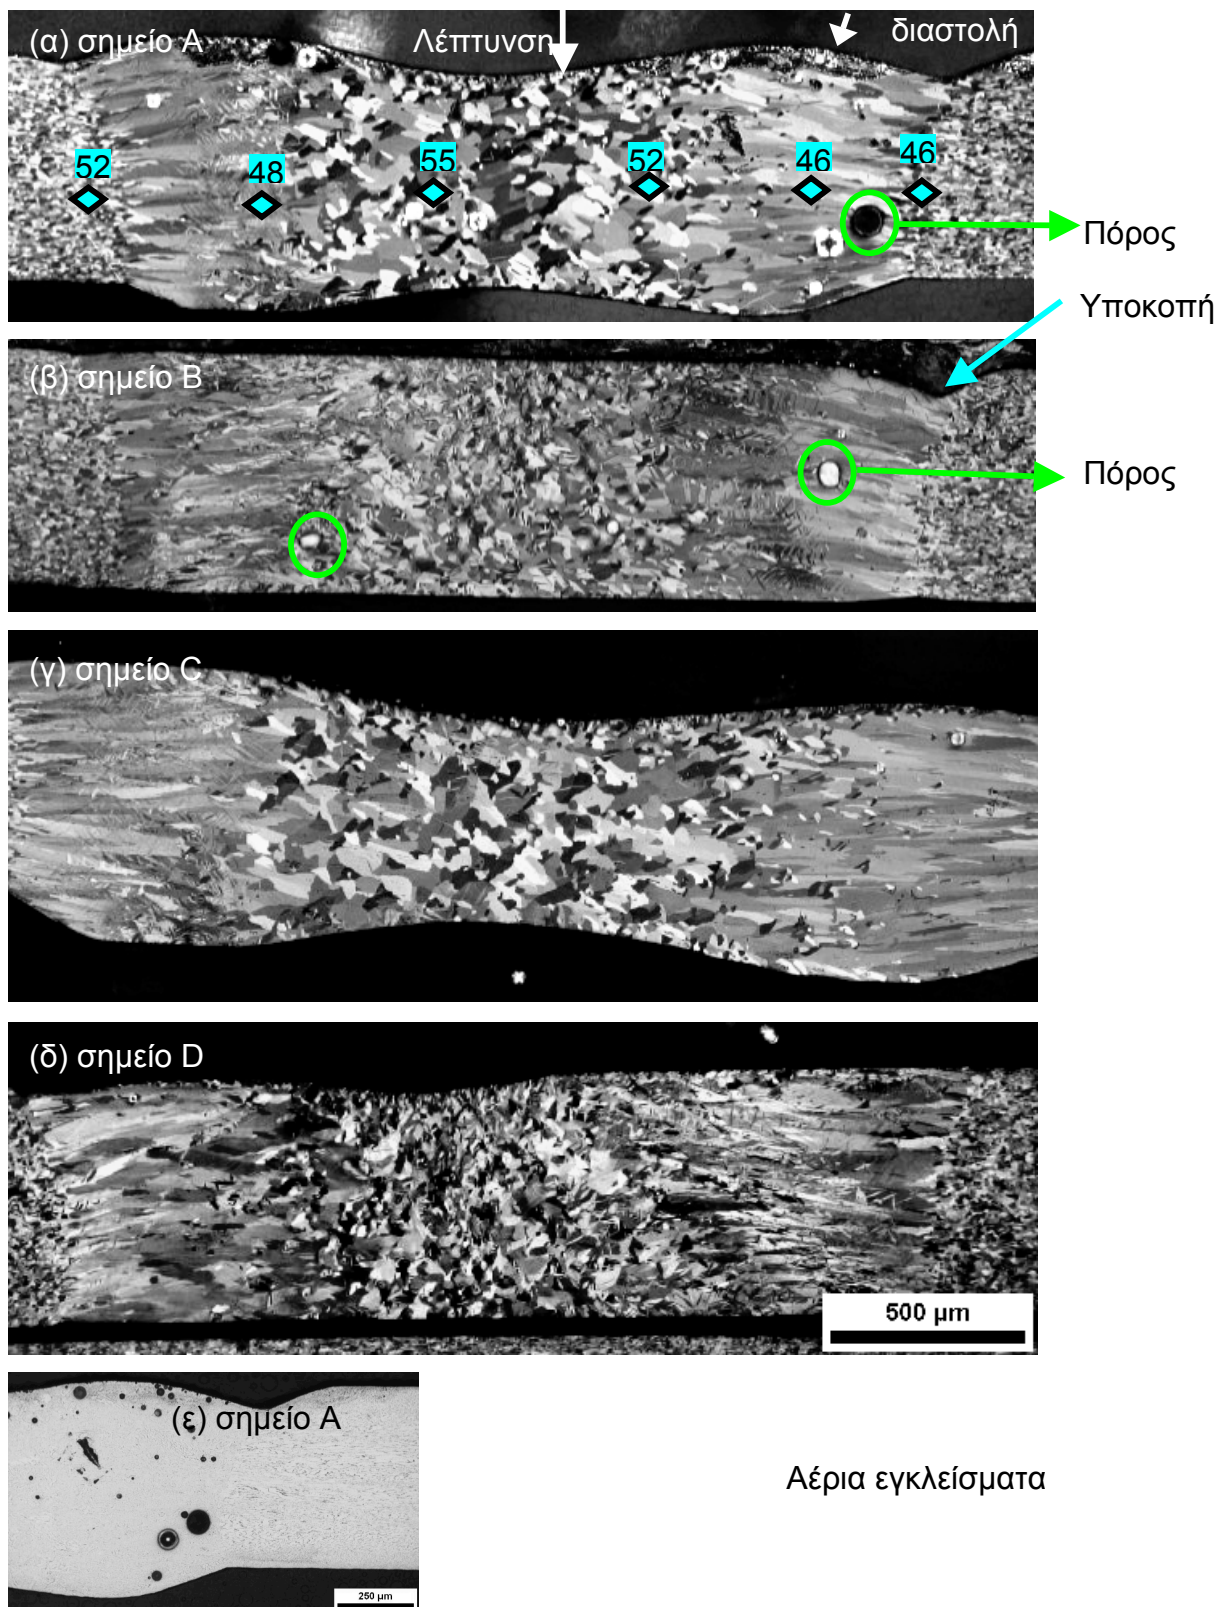 (α) σημείο A
Λέπτυνση
διαστολή
52
48
55
52
46
46
Πόρος
Υποκοπή
(β) σημείο B
Πόρος
(γ) σημείο C
(δ) σημείο D
500 µm
(ε) σημείο A
Αέρια εγκλείσματα
250 µm